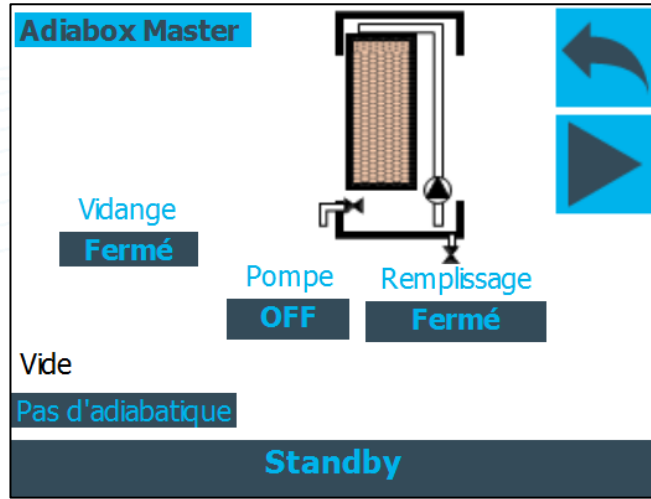 Adiabox Master
Vidange
Fermé
Pompe
Remplissage
OFF
Fermé
Vide
Pas d'adiabatique
Standby